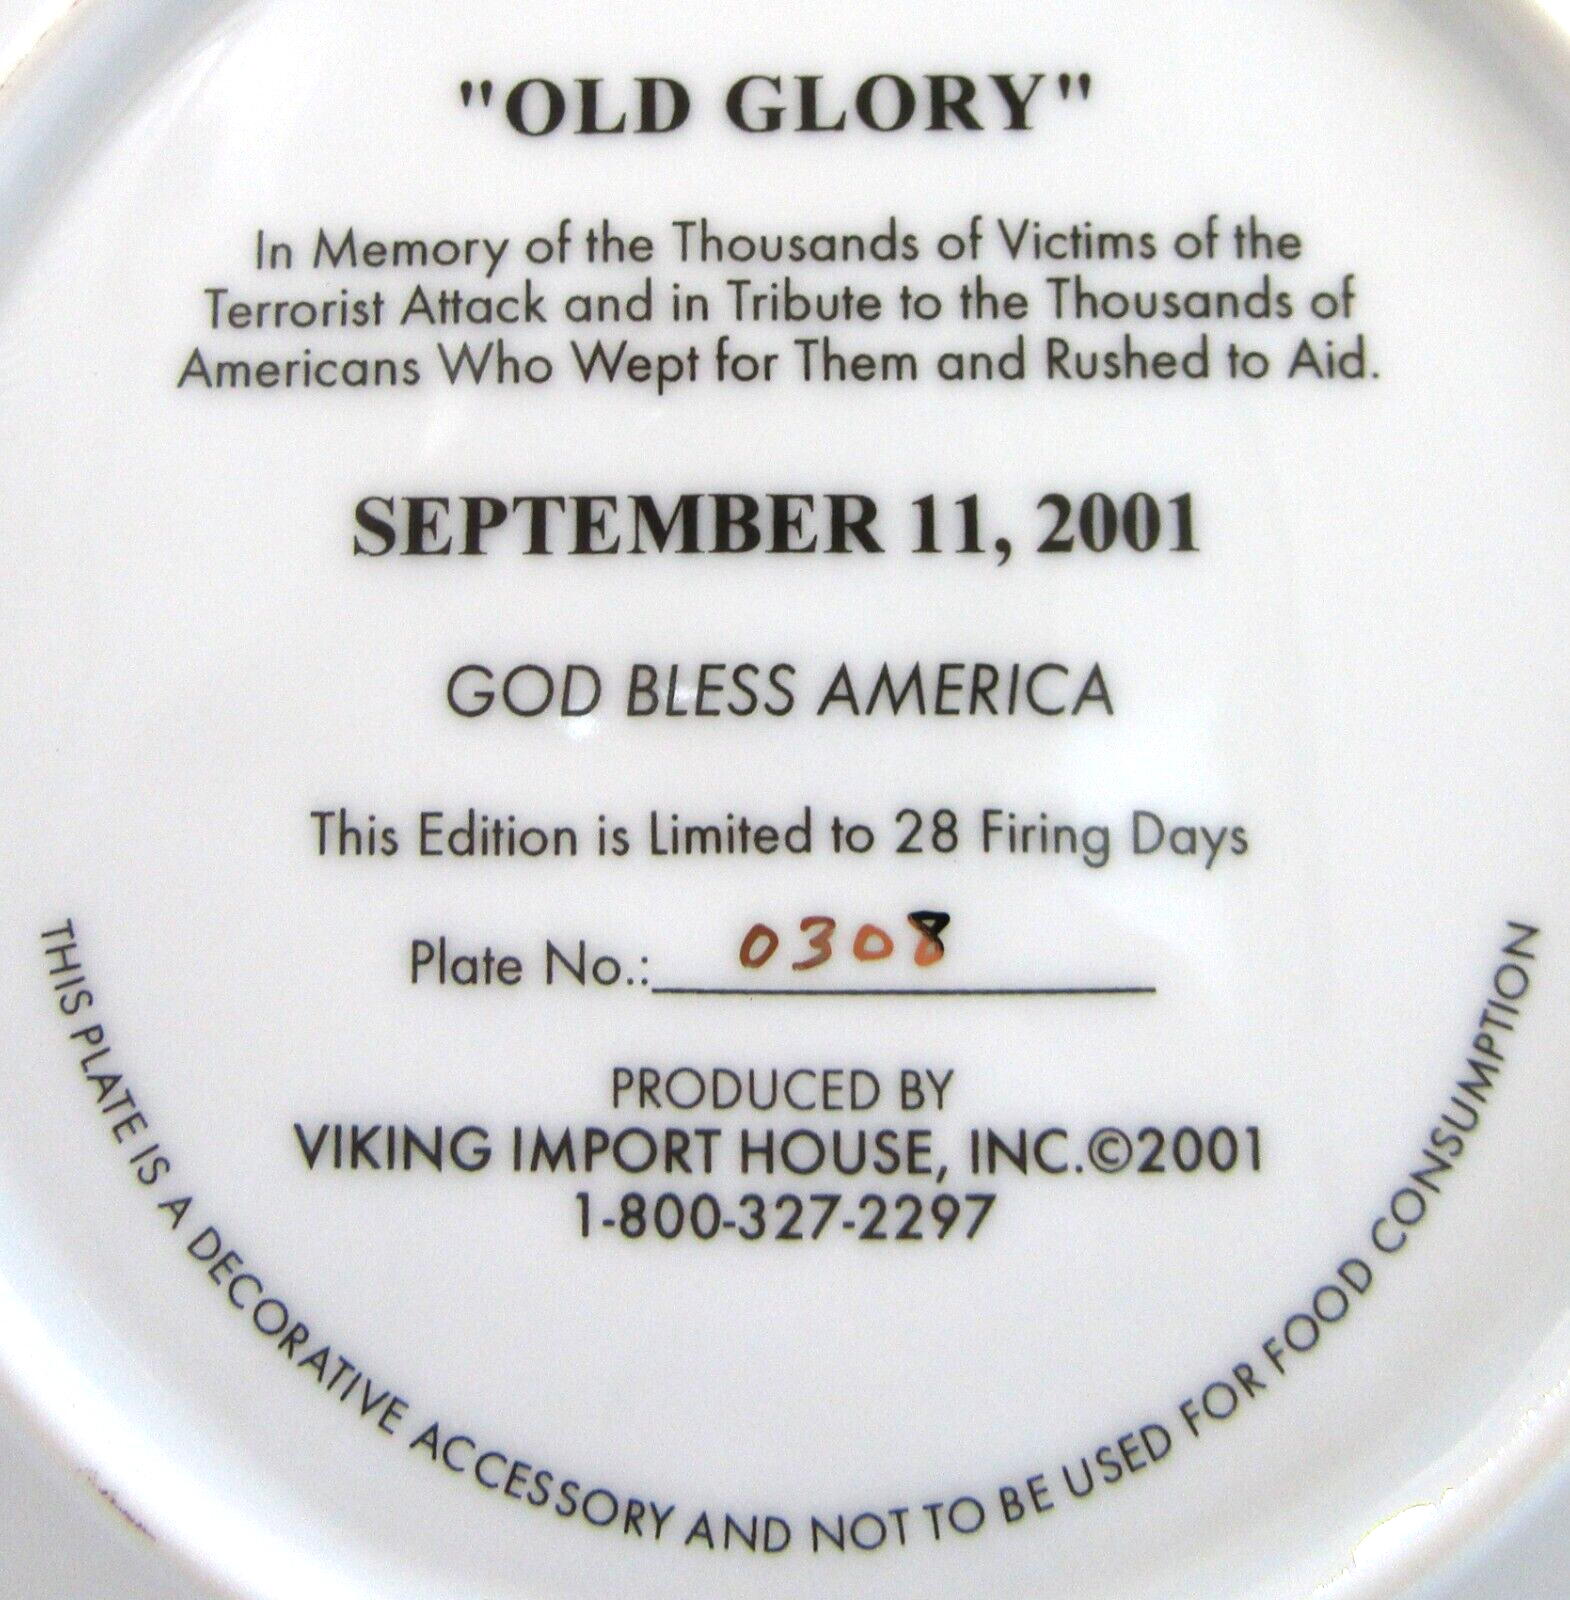 "OLD GLORY"
In Memory of the Thousands of Victims of the
Terrorist Attack and in Tribute to the Thousands of
Americans Who Wept for Them and Rushed to Aid.
SEPTEMBER 11, 2001
GOD BLESS AMERICA
This Edition is Limited to 28 Firing Days
Plate No.: 0308
PRODUCED BY
VIKING IMPORT HOUSE, INC.©2001
1-800-327-2297
THIS PLATE IS A DECORATIVE ACCESSORY AND NOT TO BE USED FOR FOOD CONSUMPTION